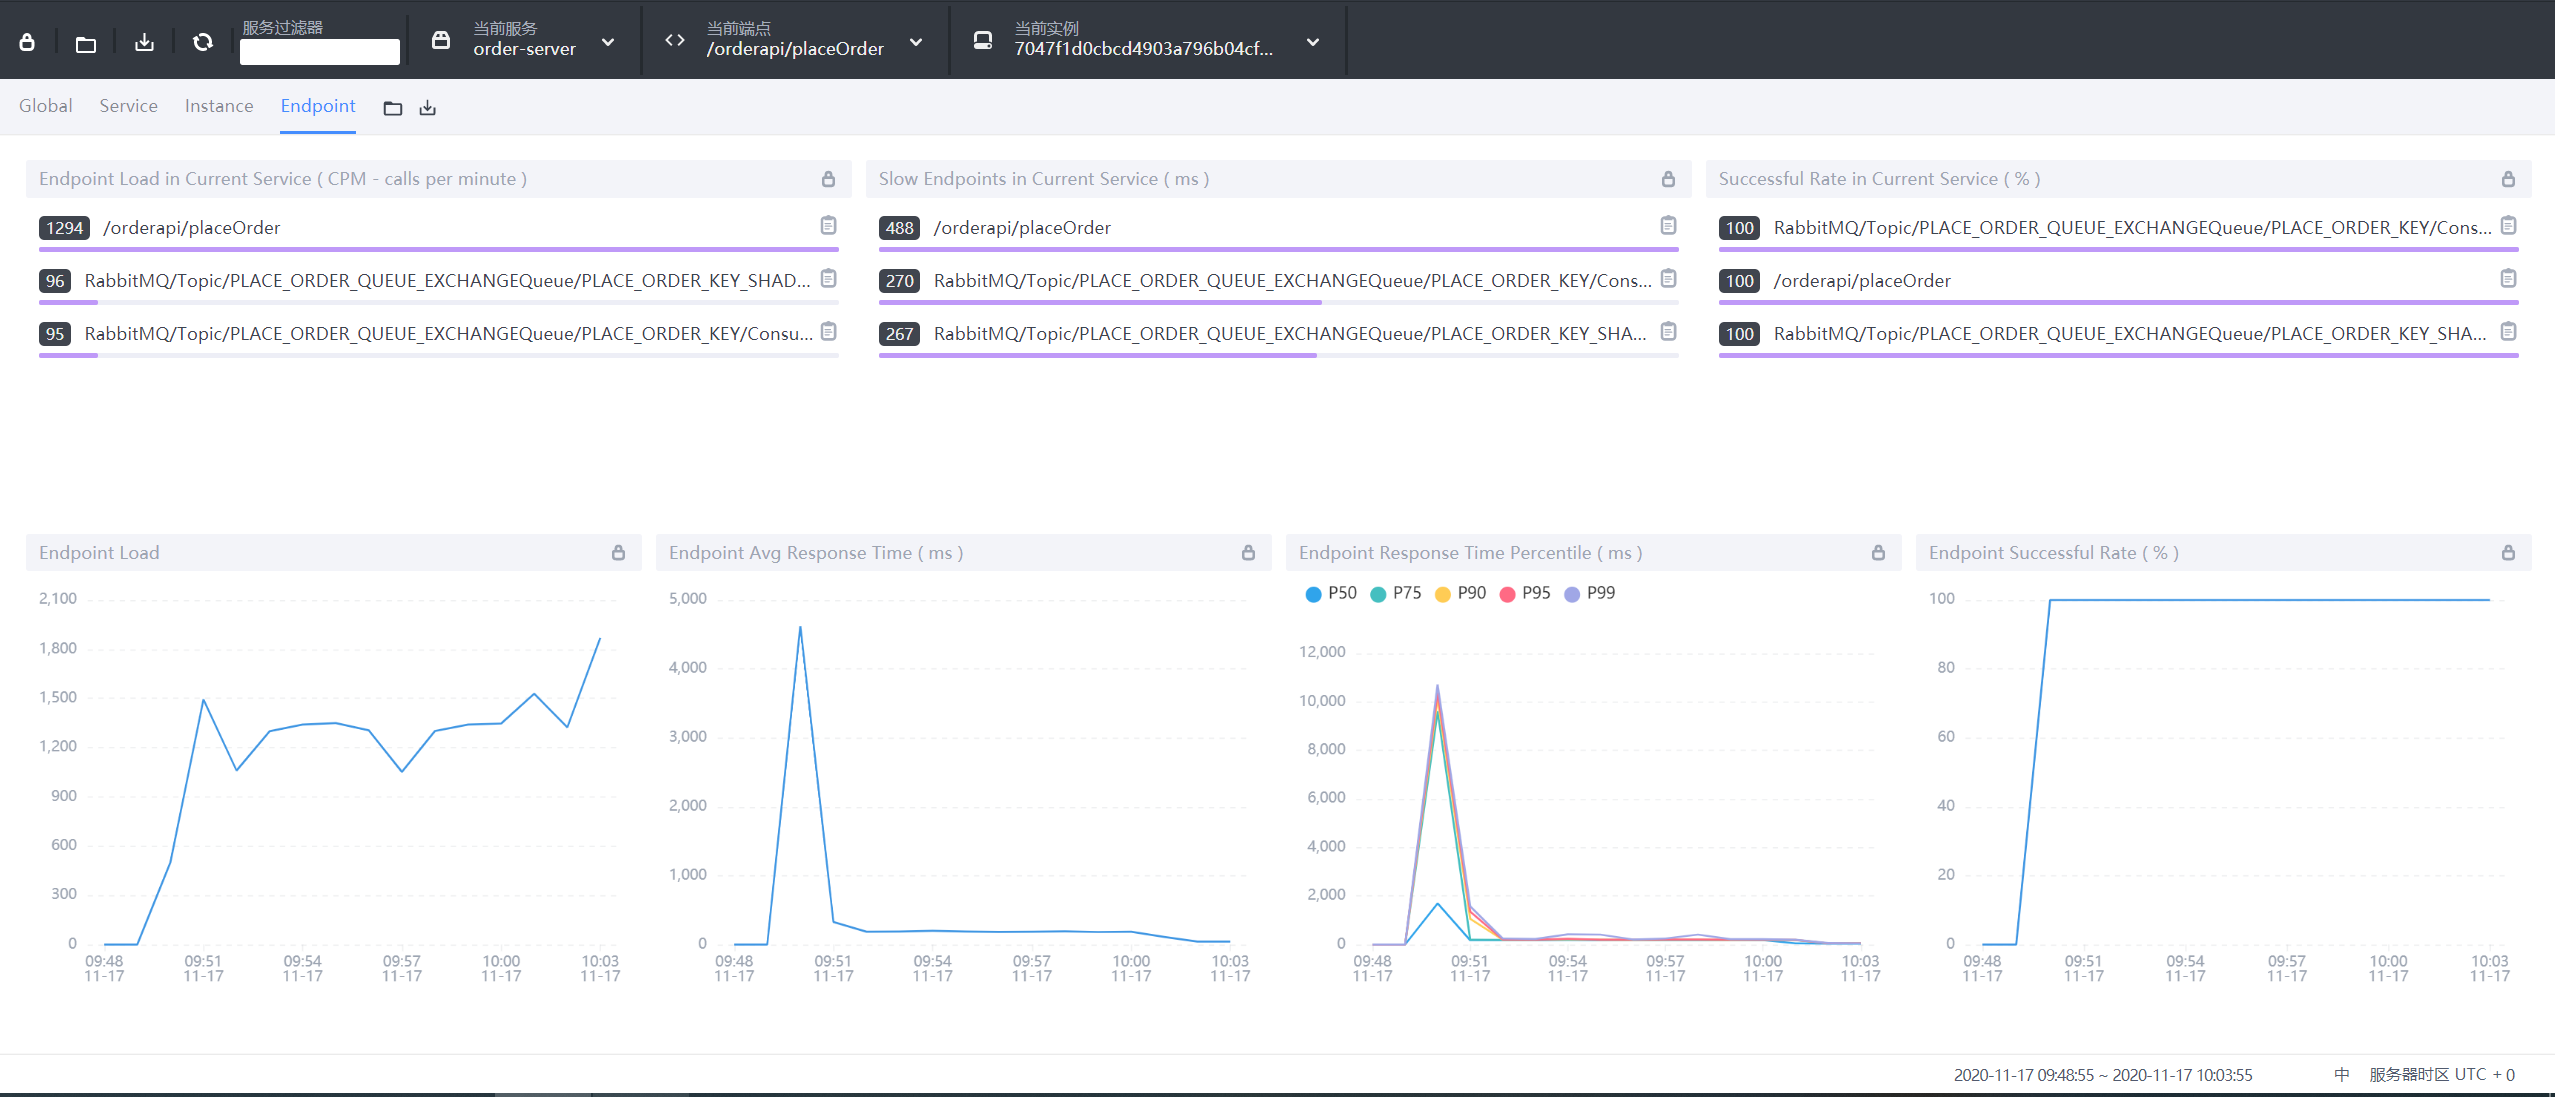 服务过滤器
当前服务
order-server
当前端点
/orderapi/placeOrder
当前实例
7047f1d0cbcd4903a796b04cf...
Global Service Instance Endpoint
Endpoint Load in Current Service ( CPM - calls per minute )
1294 /orderapi/placeOrder
96 RabbitMQ/Topic/PLACE_ORDER_QUEUE_EXCHANGEQueue/PLACE_ORDER_KEY_SHAD...
95 RabbitMQ/Topic/PLACE_ORDER_QUEUE_EXCHANGEQueue/PLACE_ORDER_KEY/Consu...
Slow Endpoints in Current Service ( ms )
488 /orderapi/placeOrder
270 RabbitMQ/Topic/PLACE_ORDER_QUEUE_EXCHANGEQueue/PLACE_ORDER_KEY/Cons...
267 RabbitMQ/Topic/PLACE_ORDER_QUEUE_EXCHANGEQueue/PLACE_ORDER_KEY_SHA...
Successful Rate in Current Service ( % )
100 RabbitMQ/Topic/PLACE_ORDER_QUEUE_EXCHANGEQueue/PLACE_ORDER_KEY/Cons...
100 /orderapi/placeOrder
100 RabbitMQ/Topic/PLACE_ORDER_QUEUE_EXCHANGEQueue/PLACE_ORDER_KEY_SHA...
Endpoint Load
2,100
1,800
1,500
1,200
900
600
300
0
09:48 09:51 09:54 09:57 10:00 10:03
11-17 11-17 11-17 11-17 11-17 11-17
Endpoint Avg Response Time ( ms )
5,000
4,000
3,000
2,000
1,000
0
09:48 09:51 09:54 09:57 10:00 10:03
11-17 11-17 11-17 11-17 11-17 11-17
Endpoint Response Time Percentile ( ms )
P50 P75 P90 P95 P99
12,000
10,000
8,000
6,000
4,000
2,000
0
09:48 09:51 09:54 09:57 10:00 10:03
11-17 11-17 11-17 11-17 11-17 11-17
Endpoint Successful Rate ( % )
100
80
60
40
20
0
09:48 09:51 09:54 09:57 10:00 10:03
11-17 11-17 11-17 11-17 11-17 11-17
2020-11-17 09:48:55 ~ 2020-11-17 10:03:55 中 服务器时区 UTC + 0